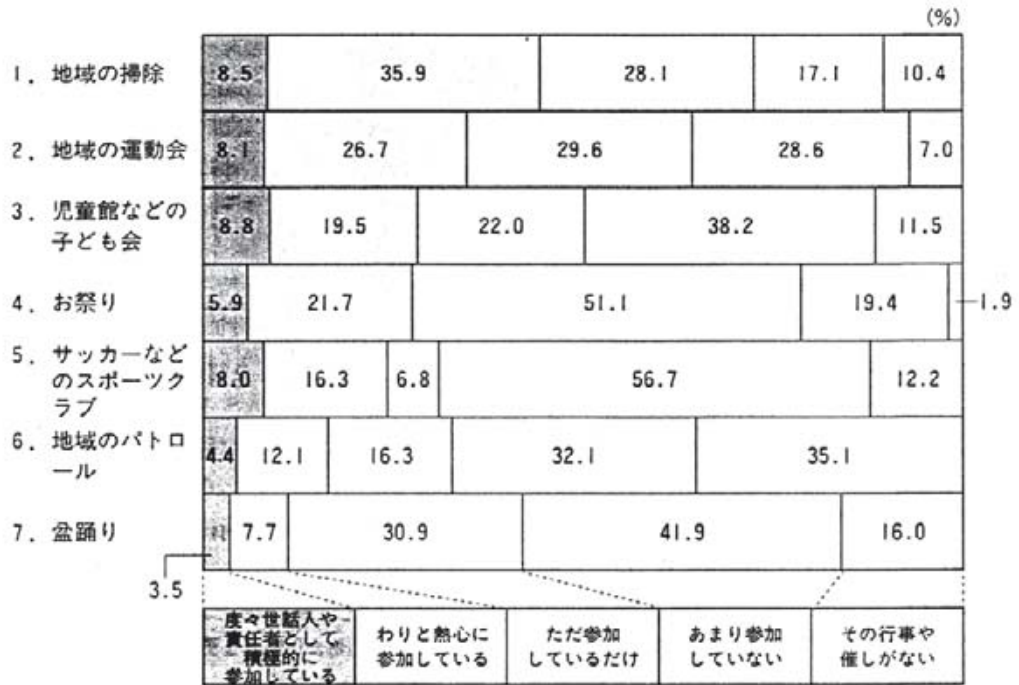 (%)
1. 地域の掃除 8.5 35.9 28.1 17.1 10.4
2. 地域の運動会 8.1 26.7 29.6 28.6 7.0
3. 児童館などの
子ども会 8.8 19.5 22.0 38.2 11.5
4. お祭り 5.9 21.7 51.1 19.4 1.9
5. サッカーなど
のスポーツク
ラブ 8.0 16.3 6.8 56.7 12.2
6. 地域のパトロ
ール 4.4 12.1 16.3 32.1 35.1
7. 盆踊り 7.7 30.9 41.9 16.0
3.5
度々世話人や
責任者として
積極的に
参加している
わりと熱心に
参加している
ただ参加
しているだけ
あまり参加
していない
その行事や
催しがない